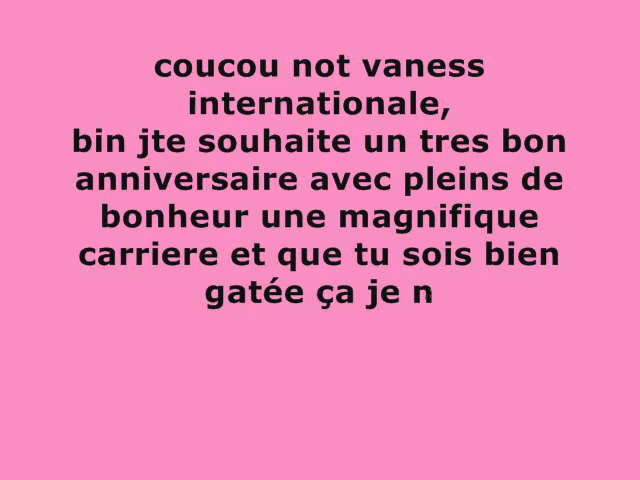 coucou not vaness
internationale,
bin jte souhaite un tres bon
anniversaire avec pleins de
bonheur une magnifique
carriere et que tu sois bien
gatée ça je n